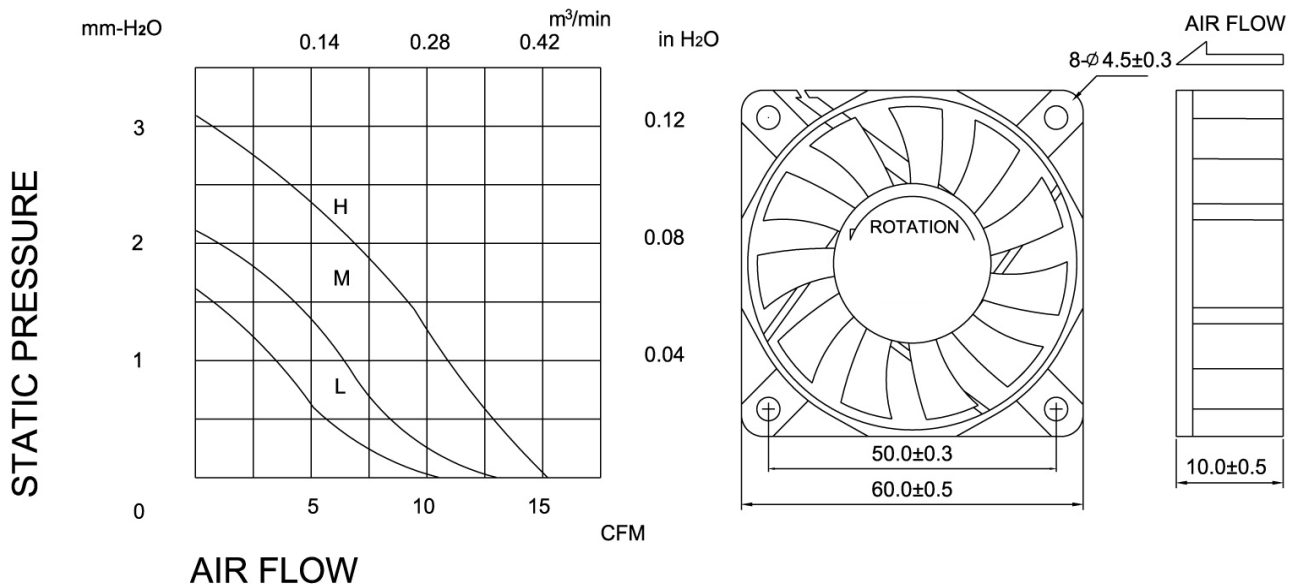 mm-H2O
m³/min
0.14 0.28 0.42
in H2O
3
2
1
0
0.12
0.08
0.04
H
M
L
5 10 15
CFM
STATIC PRESSURE
AIR FLOW
AIR FLOW
8-Ø 4.5±0.3
ROTATION
50.0±0.3
60.0±0.5
10.0±0.5